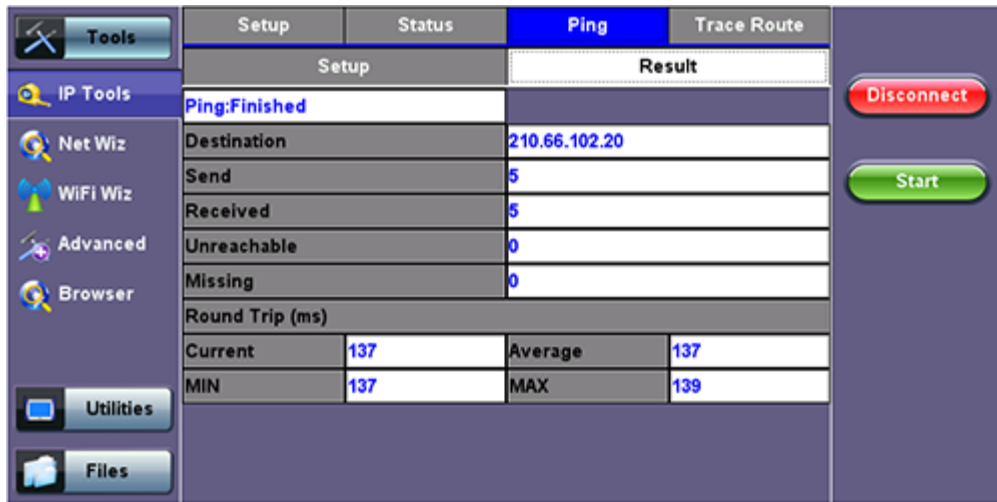 Tools
Setup Status Ping Trace Route
Setup Result
IP Tools
Ping:Finished
Disconnect
Net Wiz
Destination 210.66.102.20
Send 5
Start
WiFi Wiz
Received 5
Advanced
Unreachable 0
Missing 0
Browser
Round Trip (ms)
Current 137 Average 137
MIN 137 MAX 139
Utilities
Files